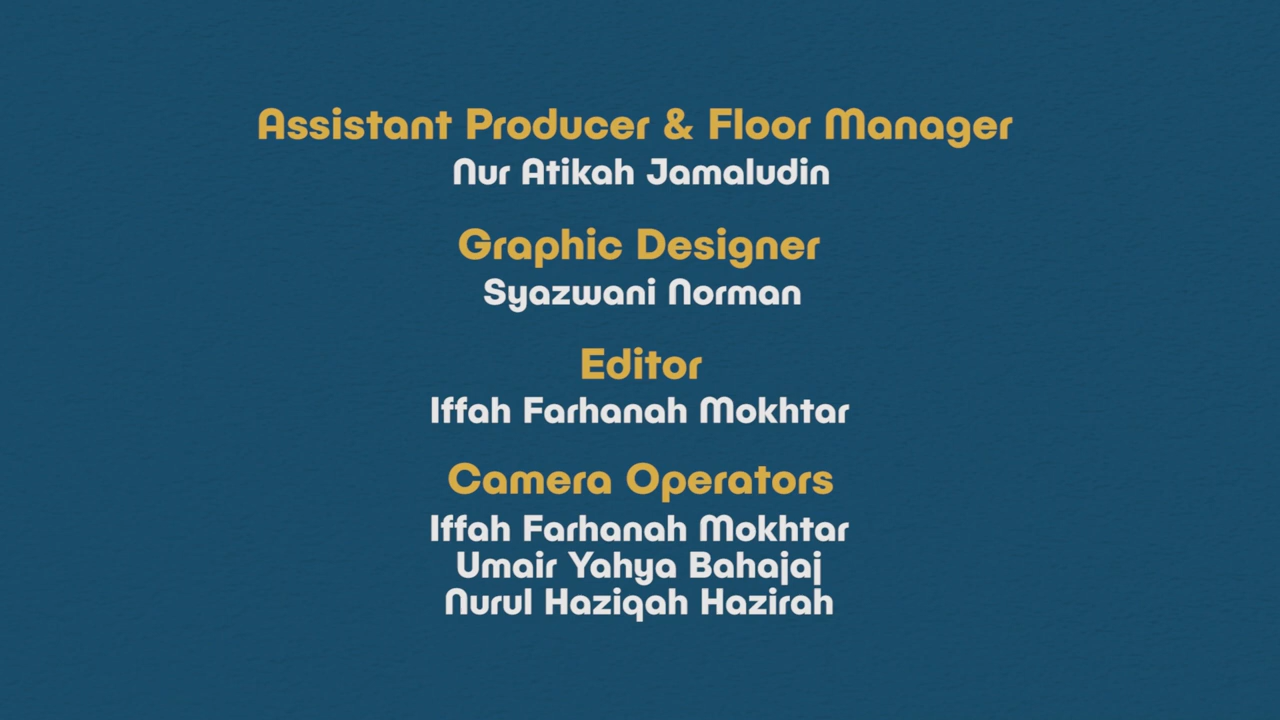 Assistant Producer & Floor Manager
Nur Atikah Jamaludin
Graphic Designer
Syazwani Norman
Editor
Iffah Farhanah Mokhtar
Camera Operators
Iffah Farhanah Mokhtar
Umair Yahya Bahajaj
Nurul Haziqah Hazirah